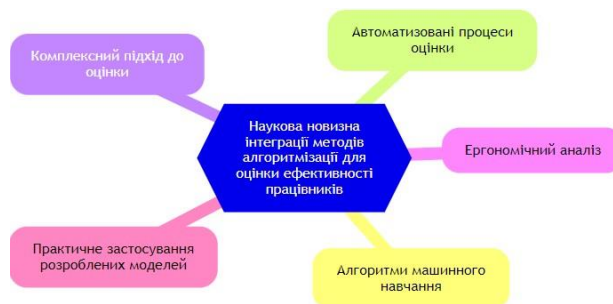 Комплексний підхід до
оцінки
Автоматизовані процеси
оцінки
Наукова новизна
інтеграції методів
алгоритмізації для
оцінки ефективності
працівників
Ергономічний аналіз
Практичне застосування
розроблених моделей
Алгоритми машинного
навчання